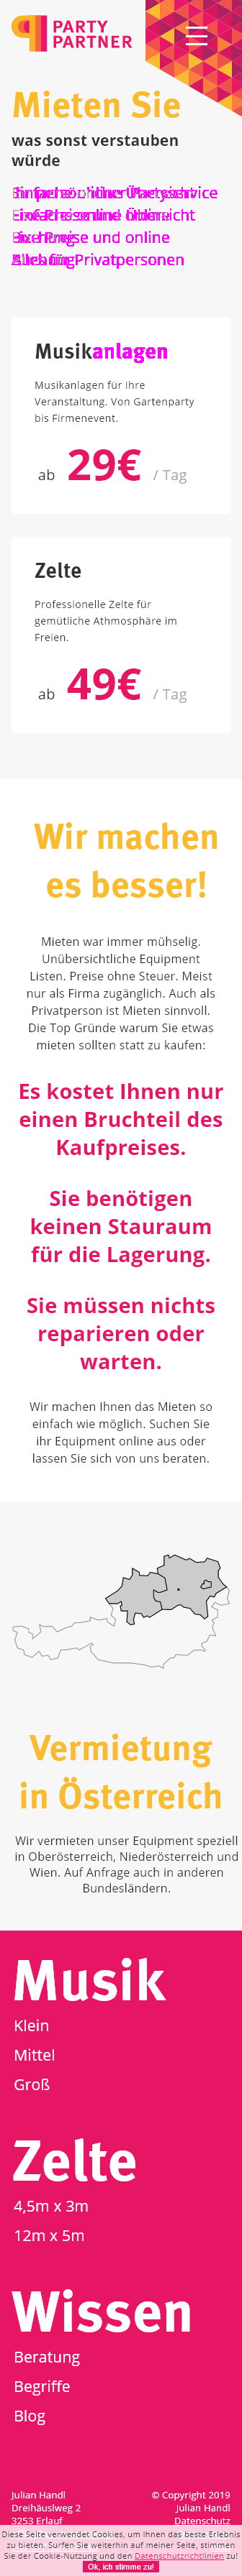 PARTY
PARTNER
Mieten Sie
was sonst verstauben
würde
Musikanlagen
Musikanlagen für Ihre
Veranstaltung. Von Gartenparty
bis Firmenevent.
ab 29€ / Tag
Zelte
Professionelle Zelte für
gemütliche Athmosphäre im
Freien.
ab 49€ / Tag
Wir machen
es besser!
Mieten war immer mühselig.
Unübersichtliche Equipment
Listen. Preise ohne Steuer. Meist
nur als Firma zugänglich. Auch als
Privatperson ist Mieten sinnvoll.
Die Top Gründe warum Sie etwas
mieten sollten statt zu kaufen:
Es kostet Ihnen nur
einen Bruchteil des
Kaufpreises.
Sie benötigen
keinen Stauraum
für die Lagerung.
Sie müssen nichts
reparieren oder
warten.
Wir machen Ihnen das Mieten so
einfach wie möglich. Suchen Sie
ihr Equipment online aus oder
lassen Sie sich von uns beraten.
Vermietung
in Österreich
Wir vermieten unser Equipment speziell
in Oberösterreich, Niederösterreich und
Wien. Auf Anfrage auch in anderen
Bundesländern.
Musik
Klein
Mittel
Groß
Zelte
4,5m x 3m
12m x 5m
Wissen
Beratung
Begriffe
Blog
Julian Handl
Dreihäuslweg 2
3253 Erlauf
© Copyright 2019
Julian Handl
Datenschutz
Diese Seite verwendet Cookies, um Ihnen das beste Erlebnis
zu bieten. Surfen Sie weiterhin auf meiner Seite, stimmen
Sie der Cookie-Nutzung und den Datenschutzrichtlinien zu!
Ok, ich stimme zu!